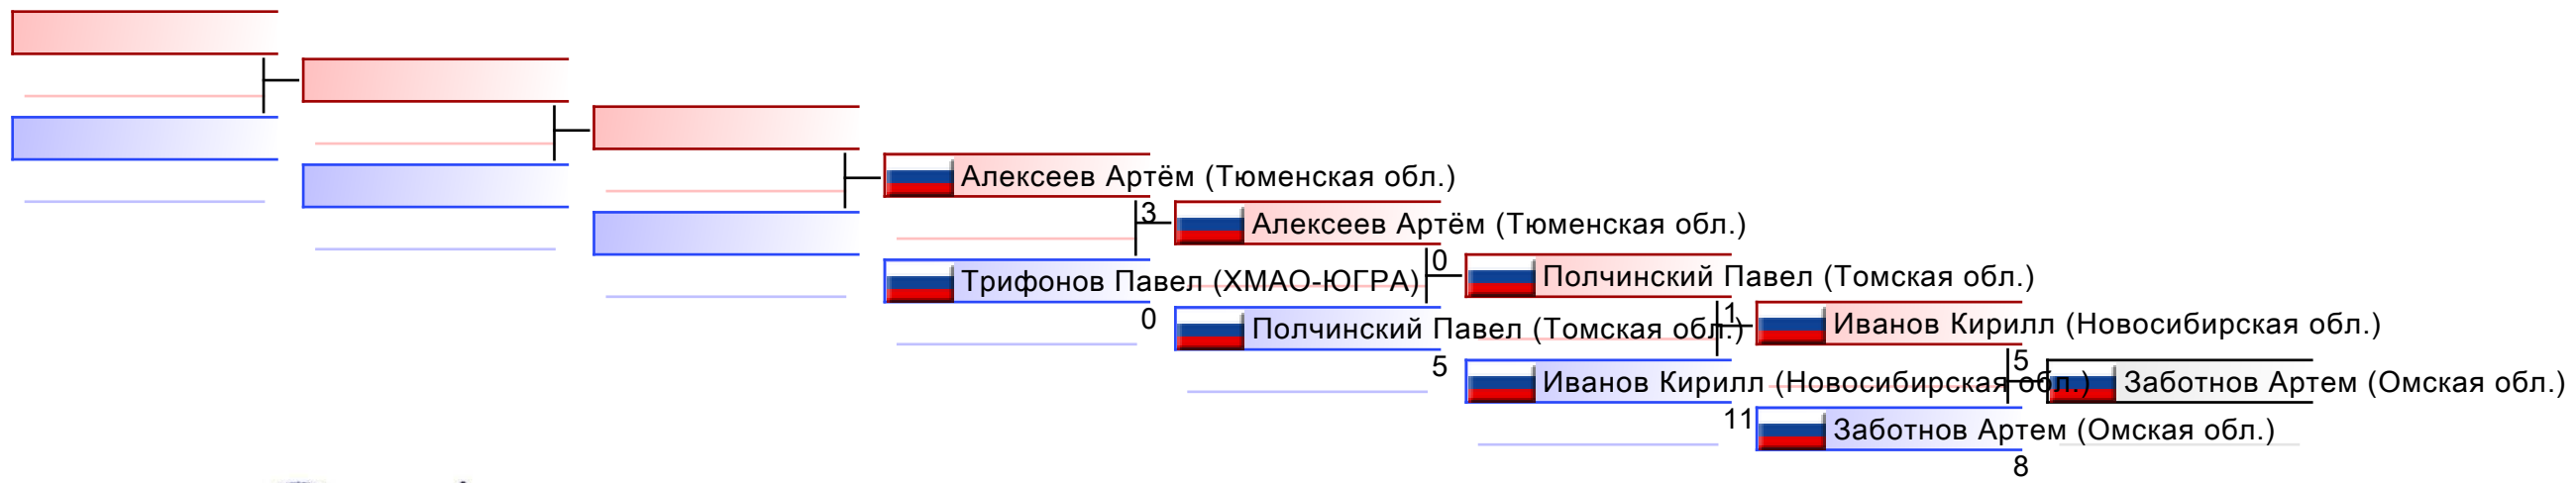 Алексеев Артём (Тюменская обл.)
3
Алексеев Артём (Тюменская обл.)
0
Трифонов Павел (ХМАО-ЮГРА)
0
Полчинский Павел (Томская обл.)
1
Полчинский Павел (Томская обл.)
5
Иванов Кирилл (Новосибирская обл.)
5
Иванов Кирилл (Новосибирская обл.)
11
Заботнов Артем (Омская обл.)
Заботнов Артем (Омская обл.)
8